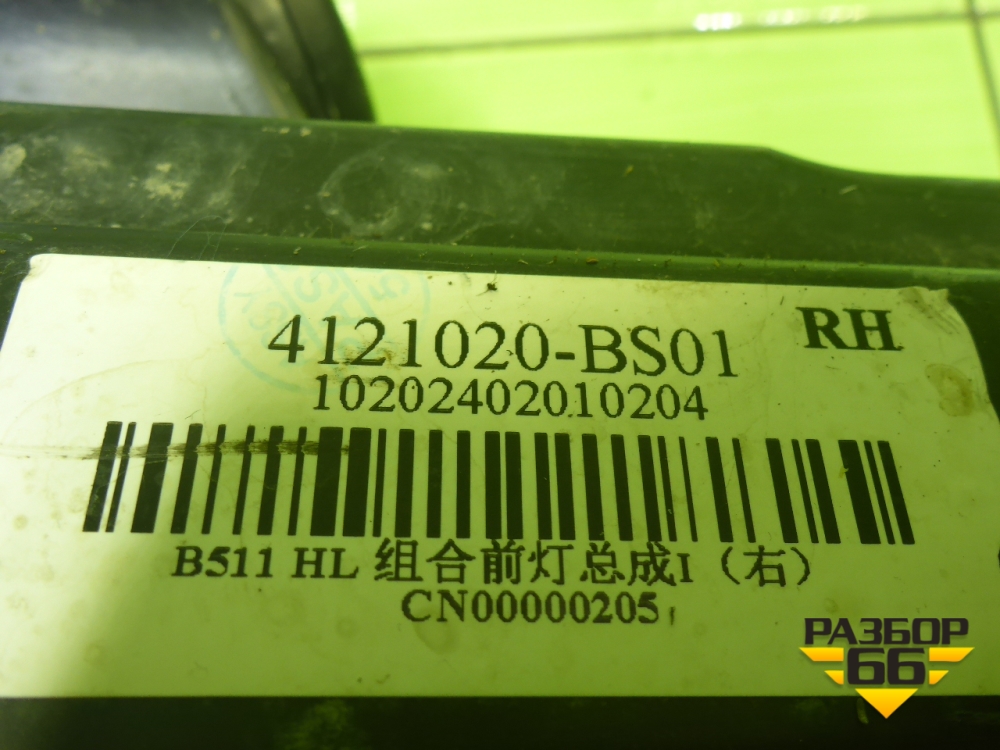 4121020-BS01 RH
10202402010204
B511 HL 组合前灯总成I（右）
CN00000205
РАЗБОР
66